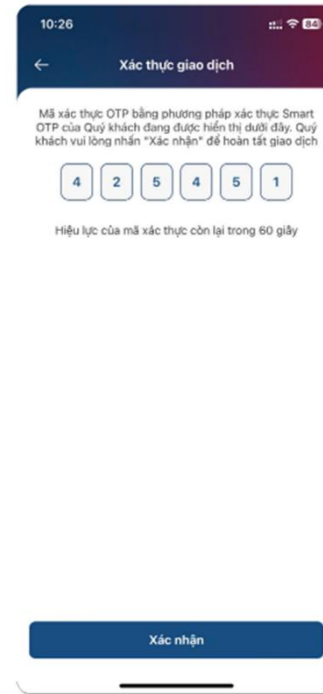 10:26
84
Xác thực giao dịch
Mã xác thực OTP bằng phương pháp xác thực Smart
OTP của Quý khách đang được hiển thị dưới đây. Quý
khách vui lòng nhấn "Xác nhận" để hoàn tất giao dịch
4 2 5 4 5 1
Hiệu lực của mã xác thực còn lại trong 60 giây
Xác nhận